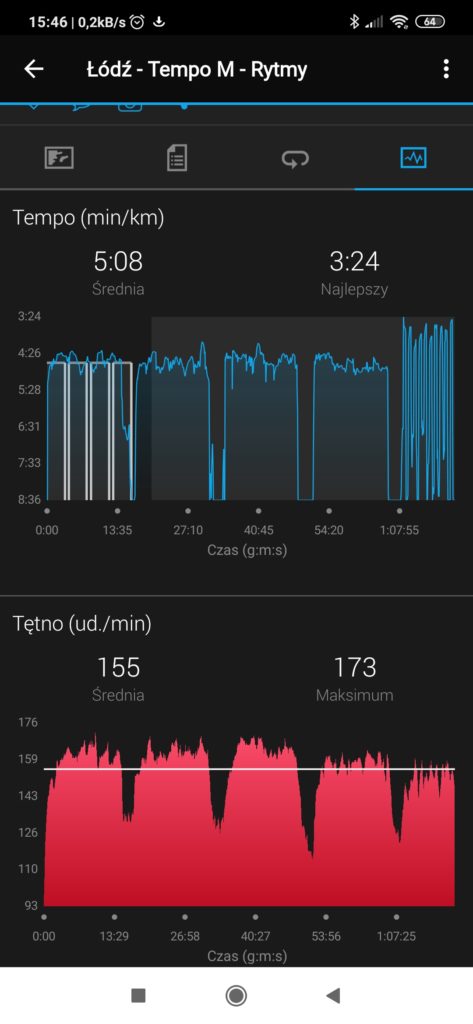 15:46 | 0,2kB/s
64
Łódź - Tempo M - Rytmy
Tempo (min/km)
5:08
3:24
Średnia
Najlepszy
3:24
4:26
5:28
6:31
7:33
8:36
0:00
13:35
27:10
40:45
54:20
1:07:55
Czas (g:m:s)
Tętno (ud./min)
155
173
Średnia
Maksimum
176
159
143
126
110
93
0:00
13:29
26:58
40:27
53:56
1:07:25
Czas (g:m:s)